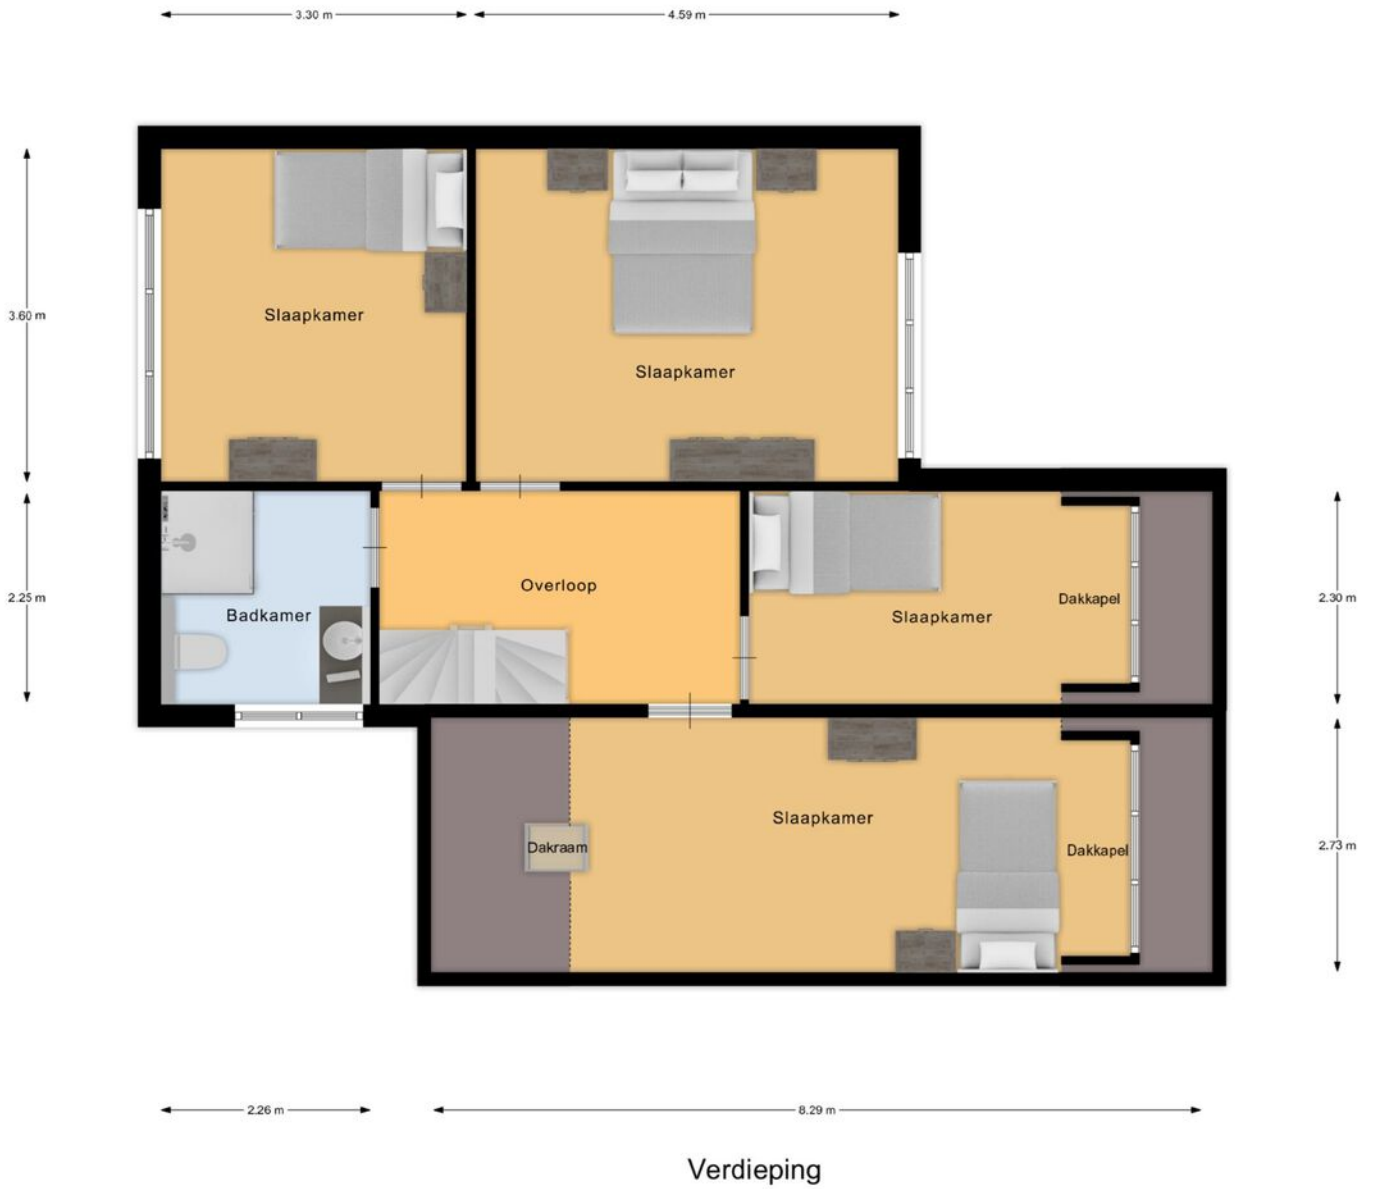 3.30 m
4.59 m
3.60 m
Slaapkamer
Slaapkamer
2.25 m
Badkamer
Overloop
Slaapkamer
Dakkapel
2.30 m
Slaapkamer
Dakraam
Dakkapel
2.73 m
2.26 m
8.29 m
Verdieping